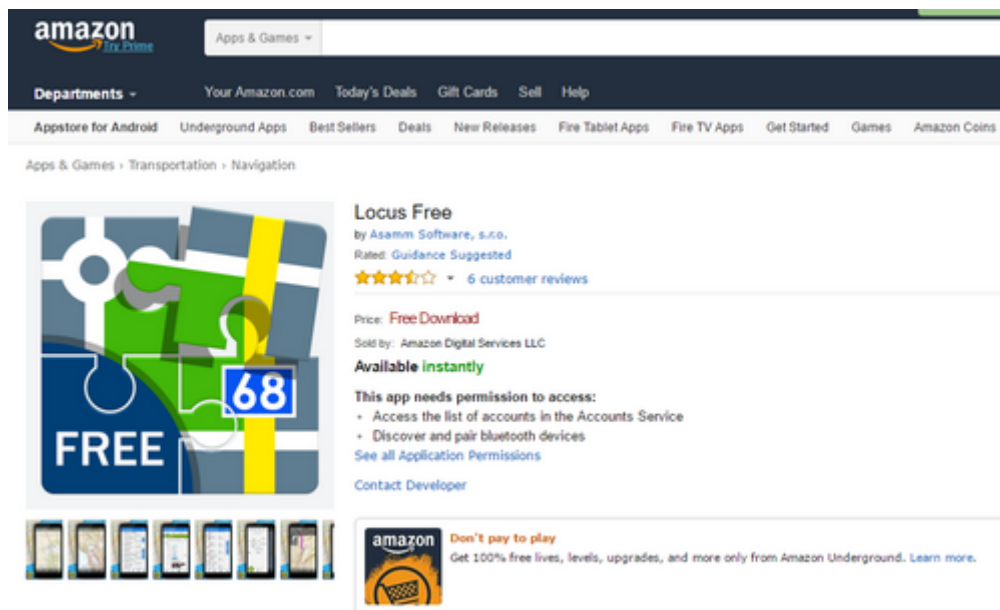 amazon
Try Prime
Apps & Games
Departments
Your Amazon.com Today's Deals Gift Cards Sell Help
Appstore for Android Underground Apps Best Sellers Deals New Releases Fire Tablet Apps Fire TV Apps Get Started Games Amazon Coins
Apps & Games › Transportation › Navigation
68
FREE
Locus Free
by Asamm Software, s.r.o.
Rated: Guidance Suggested
6 customer reviews
Price: Free Download
Sold by: Amazon Digital Services LLC
Available instantly
This app needs permission to access:
• Access the list of accounts in the Accounts Service
• Discover and pair bluetooth devices
See all Application Permissions
Contact Developer
amazon
Don't pay to play
Get 100% free lives, levels, upgrades, and more only from Amazon Underground. Learn more.